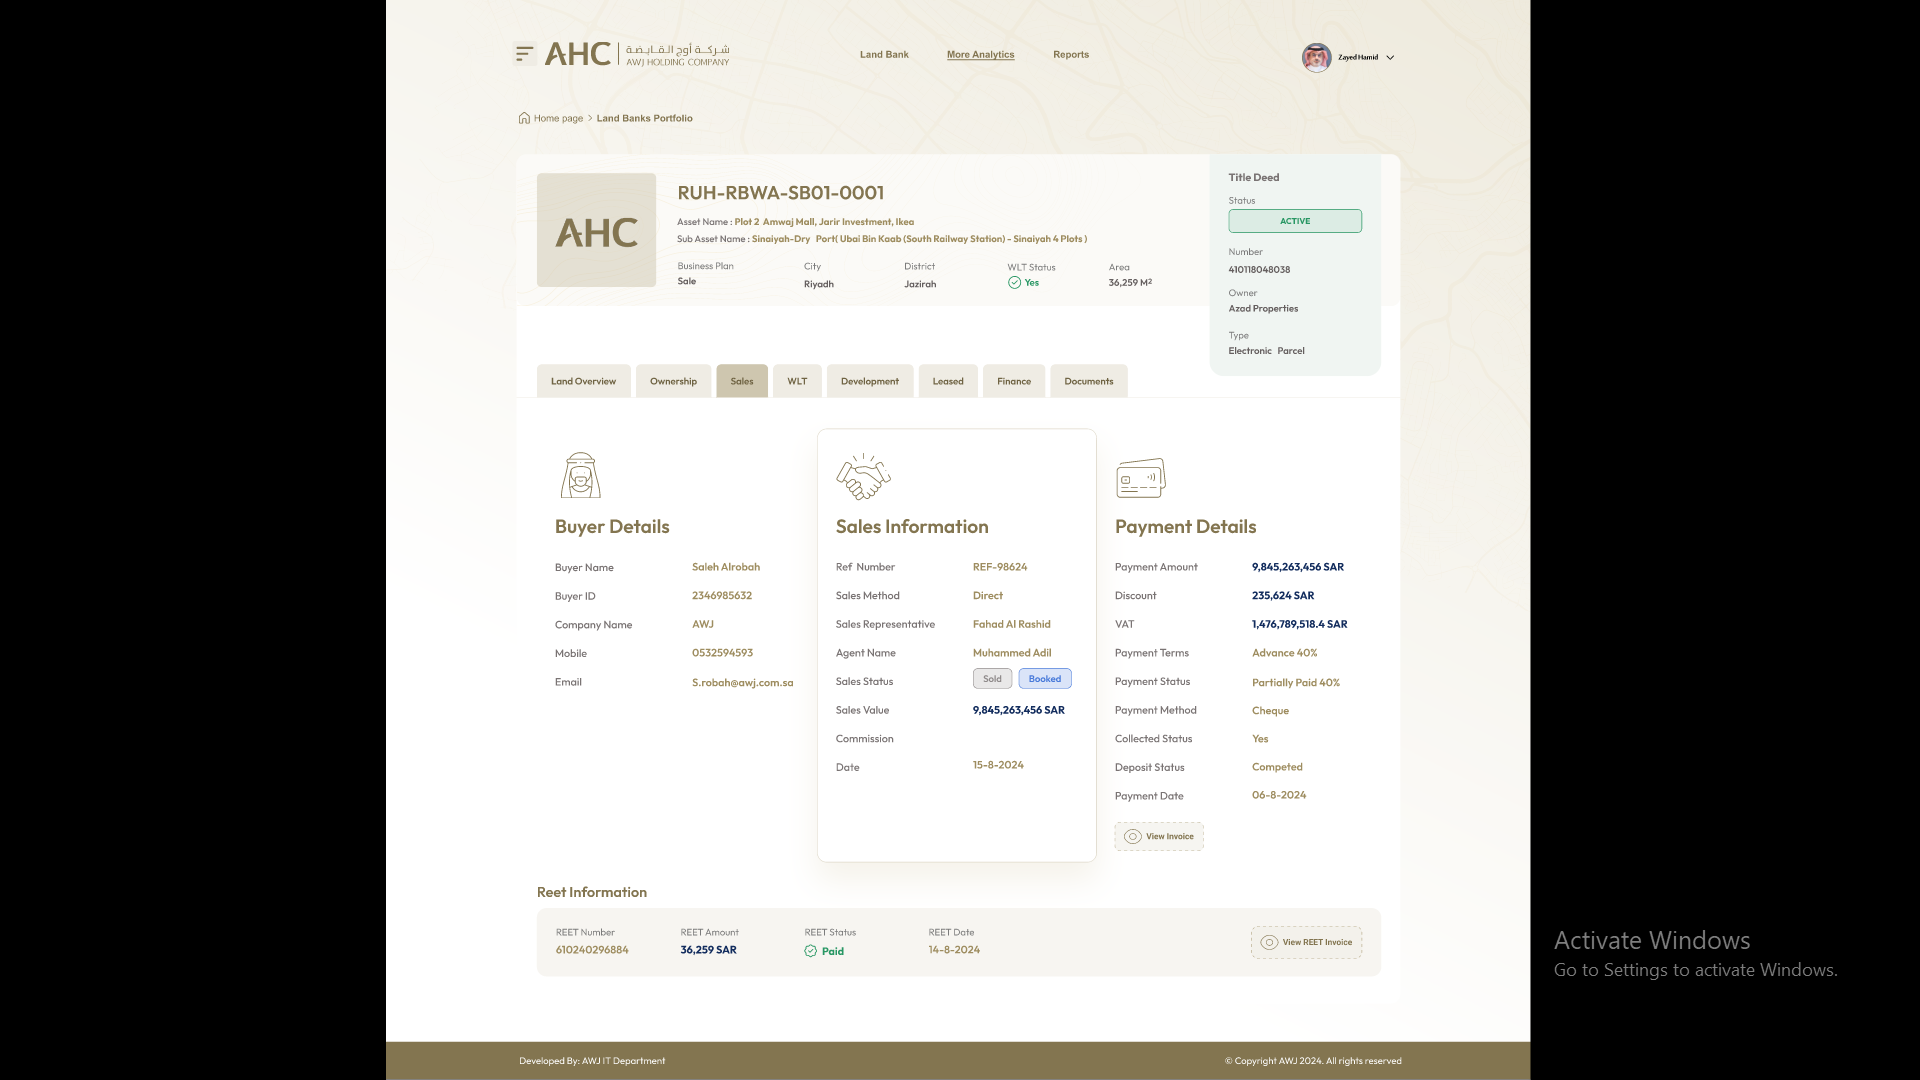 AHC
شركة أوج القابضة
AWJ HOLDING COMPANY
Land Bank
More Analytics
Reports
Zayed Hamid
Home page > Land Banks Portfolio
AHC
RUH-RBWA-SB01-0001
Asset Name : Plot 2 Amwaj Mall, Jarir Investment, Ikea
Sub Asset Name : Sinaiyah-Dry Port( Ubai Bin Kaab (South Railway Station) - Sinaiyah 4 Plots )
Business Plan
Sale
City
Riyadh
District
Jazirah
WLT Status
Yes
Area
36,259 M²
Title Deed
Status
ACTIVE
Number
410118048038
Owner
Azad Properties
Type
Electronic Parcel
Land Overview
Ownership
Sales
WLT
Development
Leased
Finance
Documents
Buyer Details
Buyer Name Saleh Alrobah
Buyer ID 2346985632
Company Name AWJ
Mobile 0532594593
Email S.robah@awj.com.sa
Sales Information
Ref Number REF-98624
Sales Method Direct
Sales Representative Fahad Al Rashid
Agent Name Muhammed Adil
Sales Status Sold Booked
Sales Value 9,845,263,456 SAR
Commission
Date 15-8-2024
Payment Details
Payment Amount 9,845,263,456 SAR
Discount 235,624 SAR
VAT 1,476,789,518.4 SAR
Payment Terms Advance 40%
Payment Status Partially Paid 40%
Payment Method Cheque
Collected Status Yes
Deposit Status Competed
Payment Date 06-8-2024
View Invoice
Reet Information
REET Number
610240296884
REET Amount
36,259 SAR
REET Status
Paid
REET Date
14-8-2024
View REET Invoice
Activate Windows
Go to Settings to activate Windows.
Developed By: AWJ IT Department
© Copyright AWJ 2024. All rights reserved